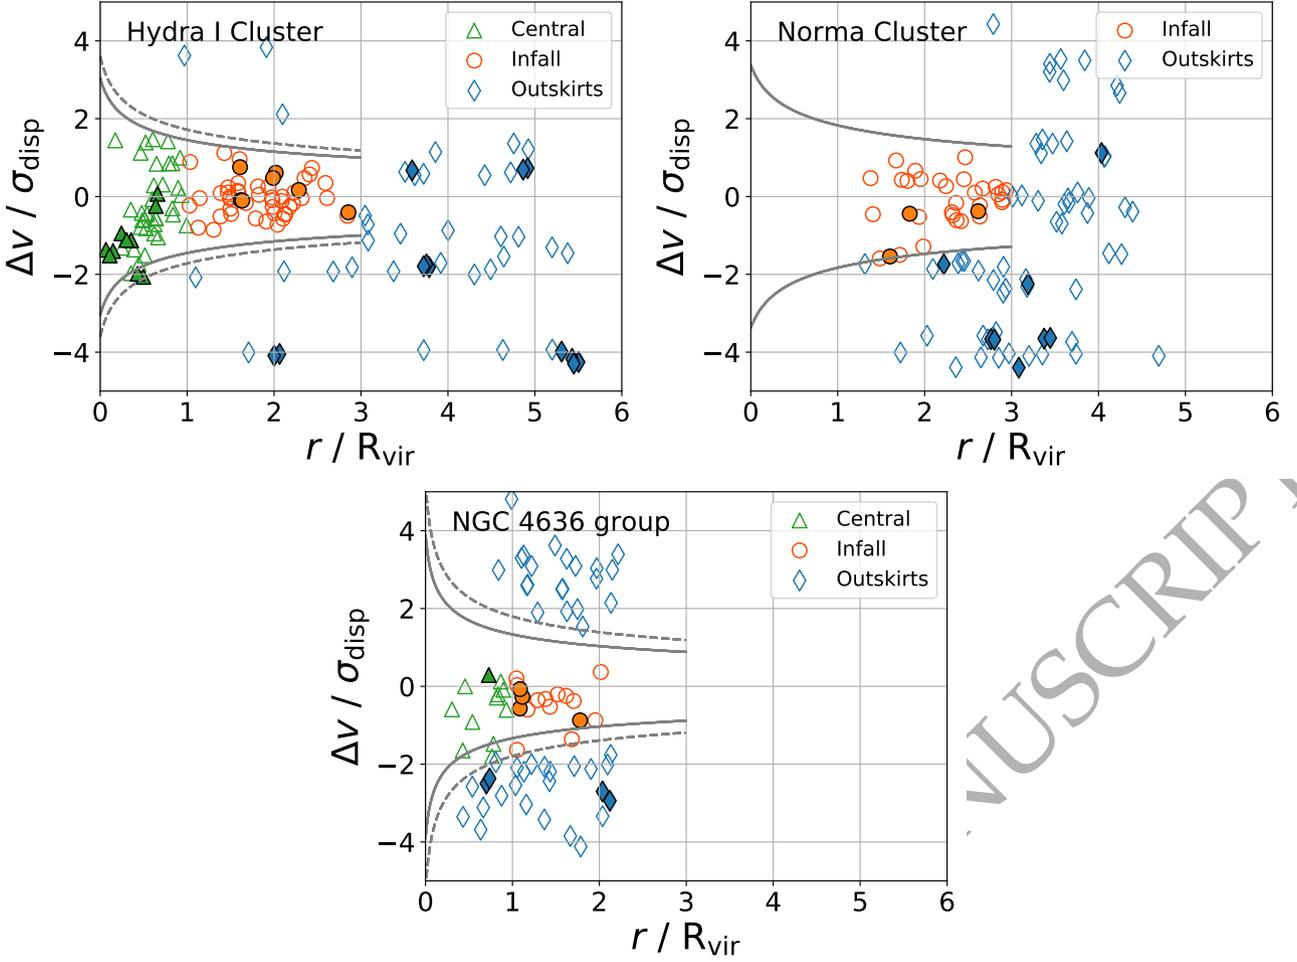 Hydra I Cluster
Central
Infall
Outskirts
4
2
0
−2
−4
Δv / σdisp
0 1 2 3 4 5 6
r / Rvir
Norma Cluster
Infall
Outskirts
4
2
0
−2
−4
Δv / σdisp
0 1 2 3 4 5 6
r / Rvir
NGC 4636 group
Central
Infall
Outskirts
4
2
0
−2
−4
Δv / σdisp
0 1 2 3 4 5 6
r / Rvir
USCRIP